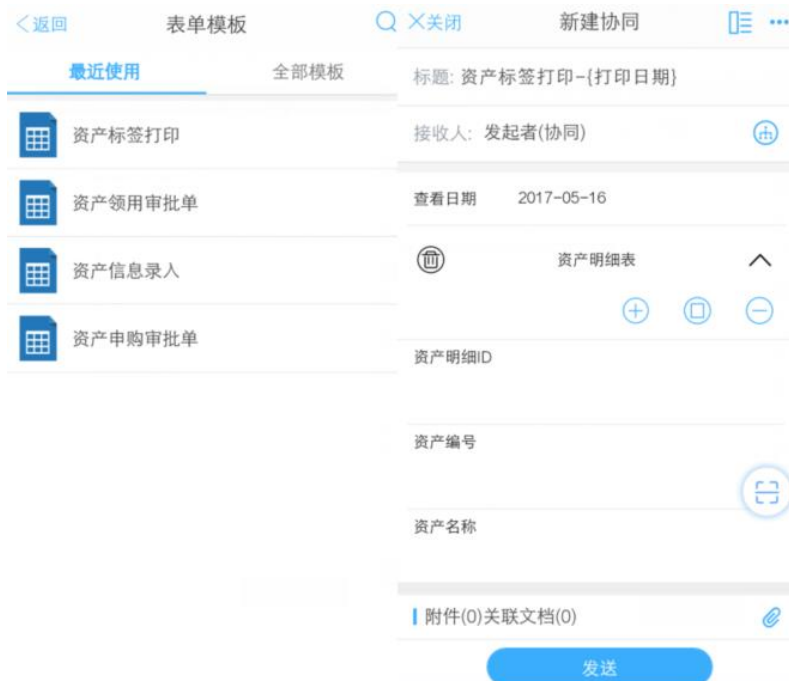 返回
表单模板
最近使用
全部模板
资产标签打印
资产领用审批单
资产信息录入
资产申购审批单
关闭
新建协同
标题: 资产标签打印-{打印日期}
接收人: 发起者(协同)
查看日期 2017-05-16
资产明细表
资产明细ID
资产编号
资产名称
附件(0)关联文档(0)
发送